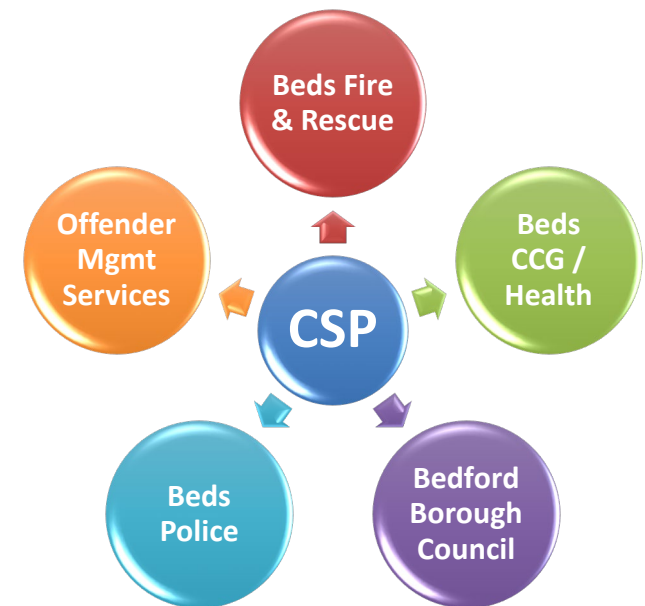 Beds Fire
& Rescue
Offender
Mgmt
Services
Beds
CCG /
Health
CSP
Beds
Police
Bedford
Borough
Council